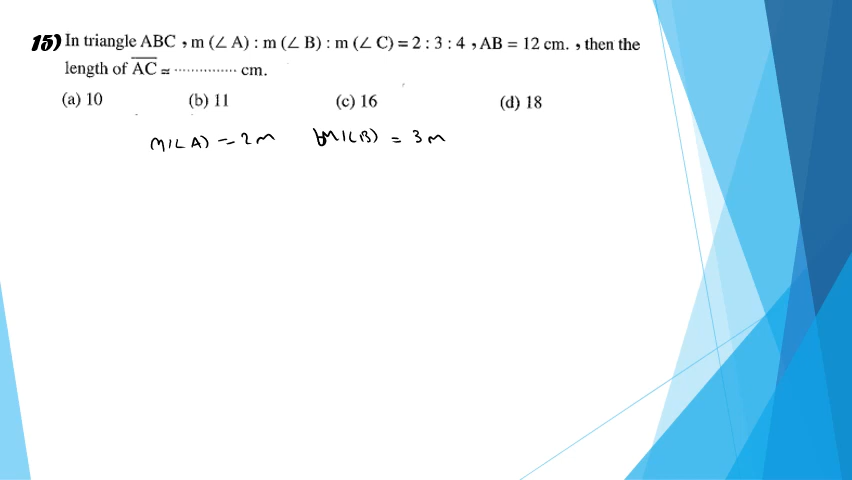 15) In triangle ABC , m (∠ A) : m (∠ B) : m (∠ C) = 2 : 3 : 4 , AB = 12 cm. , then the
length of A̅C̅ ≃ ............... cm.
(a) 10 (b) 11 (c) 16 (d) 18
m(∠A) = 2m m(∠B) = 3m